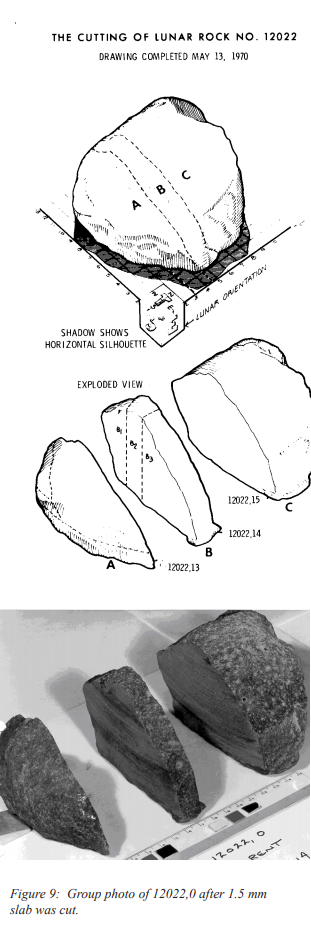 THE CUTTING OF LUNAR ROCK NO. 12022
DRAWING COMPLETED MAY 13, 1970
A B C
LUNAR ORIENTATION
SHADOW SHOWS
HORIZONTAL SILHOUETTE
EXPLODED VIEW
B1
B2
B3
12022,15
C
12022,14
B
A
12022,13
12022,0
Figure 9: Group photo of 12022,0 after 1.5 mm
slab was cut.